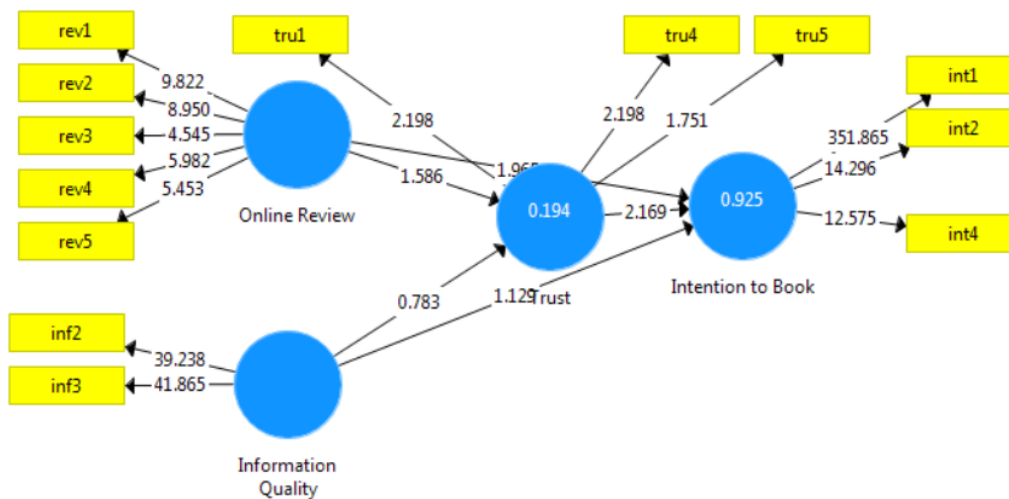 rev1
rev2
rev3
rev4
rev5
9.822
8.950
4.545
5.982
5.453
Online Review
tru1
2.198
tru4
tru5
2.198
1.751
1.586
0.194
Trust
2.169
0.925
Intention to Book
int1
int2
int4
351.865
14.296
12.575
0.783
1.129
inf2
inf3
39.238
41.865
Information
Quality